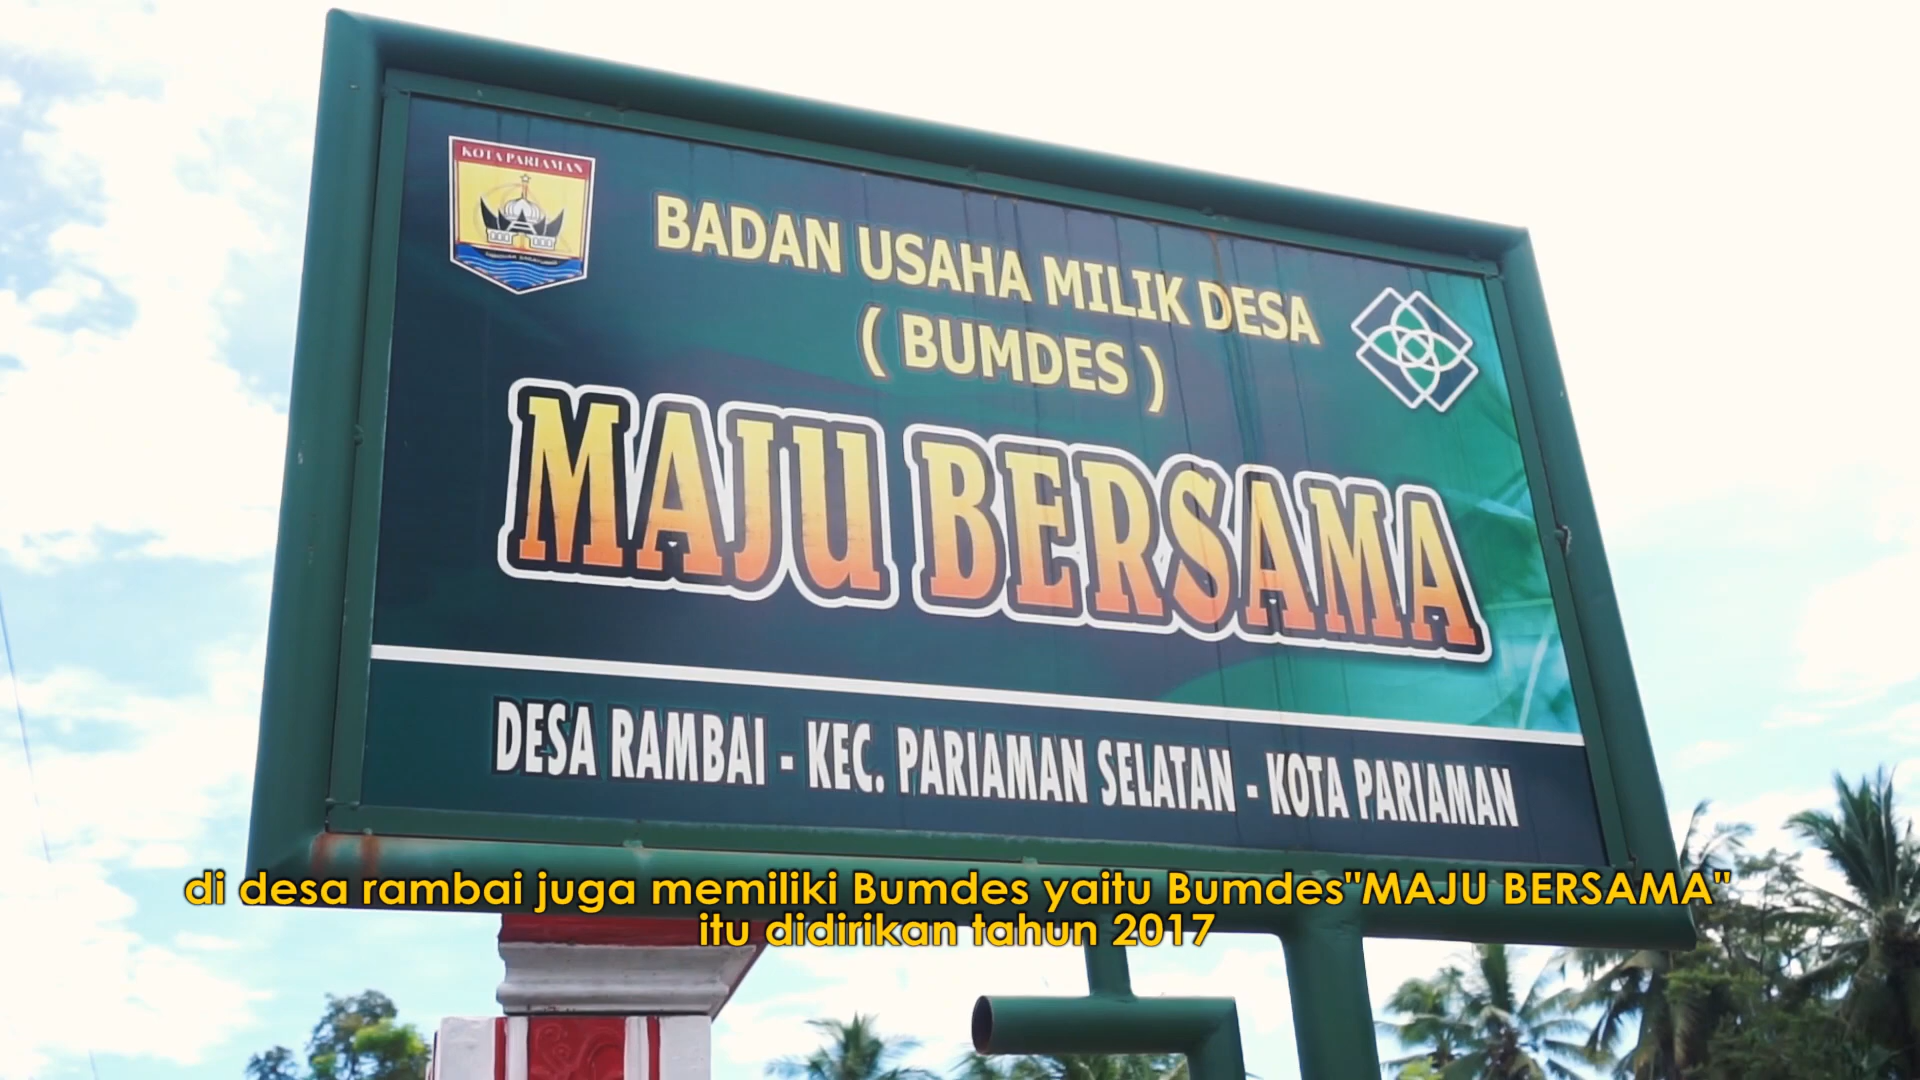 KOTA PARIAMAN
BADAN USAHA MILIK DESA
( BUMDES )
MAJU BERSAMA
DESA RAMBAI - KEC. PARIAMAN SELATAN - KOTA PARIAMAN
di desa rambai juga memiliki Bumdes yaitu Bumdes"MAJU BERSAMA"
itu didirikan tahun 2017